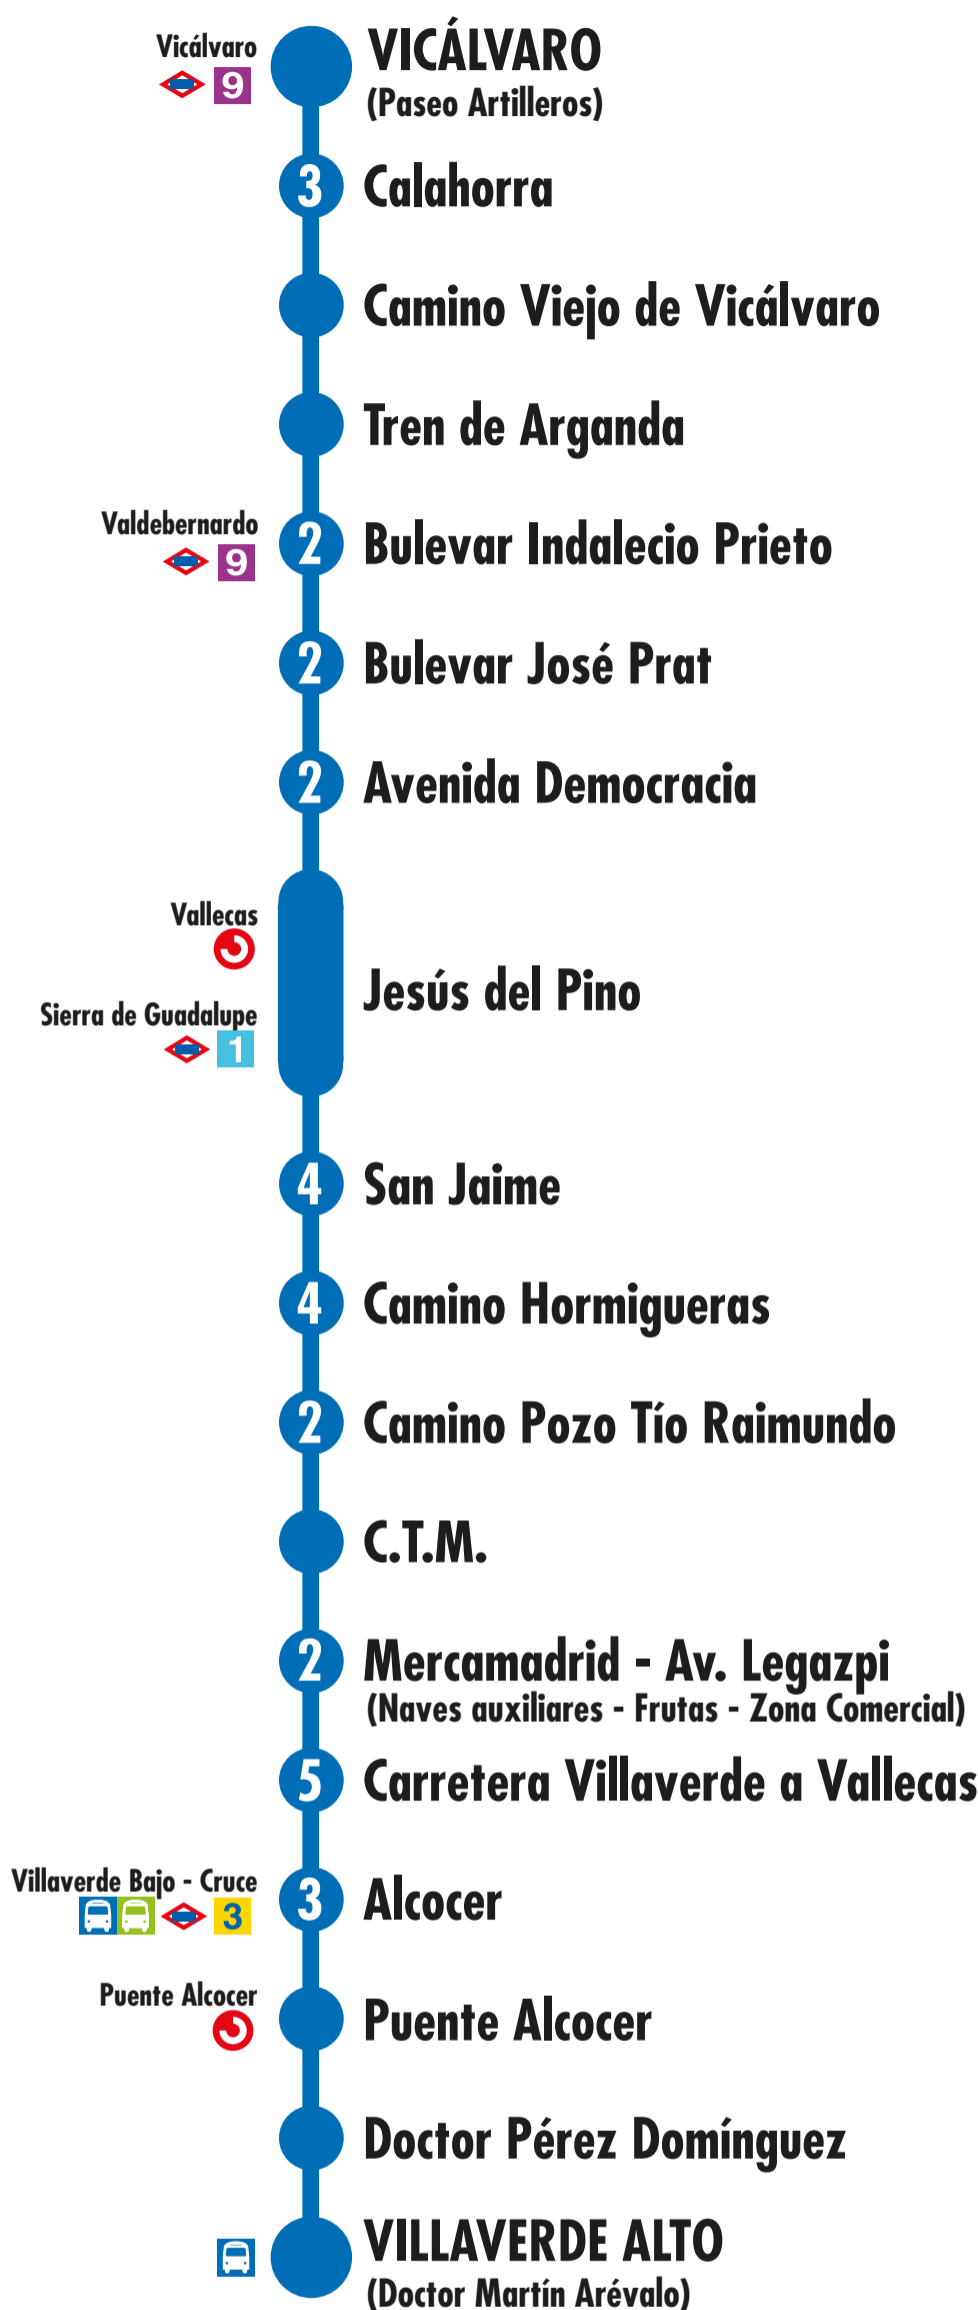 Vicálvaro
9
VICÁLVARO
(Paseo Artilleros)
3 Calahorra
Camino Viejo de Vicálvaro
Tren de Arganda
Valdebernardo
9
2 Bulevar Indalecio Prieto
2 Bulevar José Prat
2 Avenida Democracia
Vallecas
Sierra de Guadalupe
1
Jesús del Pino
4 San Jaime
4 Camino Hormigueras
2 Camino Pozo Tío Raimundo
C.T.M.
2 Mercamadrid - Av. Legazpi
(Naves auxiliares - Frutas - Zona Comercial)
5 Carretera Villaverde a Vallecas
Villaverde Bajo - Cruce
3
3 Alcocer
Puente Alcocer
Puente Alcocer
Doctor Pérez Domínguez
VILLAVERDE ALTO
(Doctor Martín Arévalo)